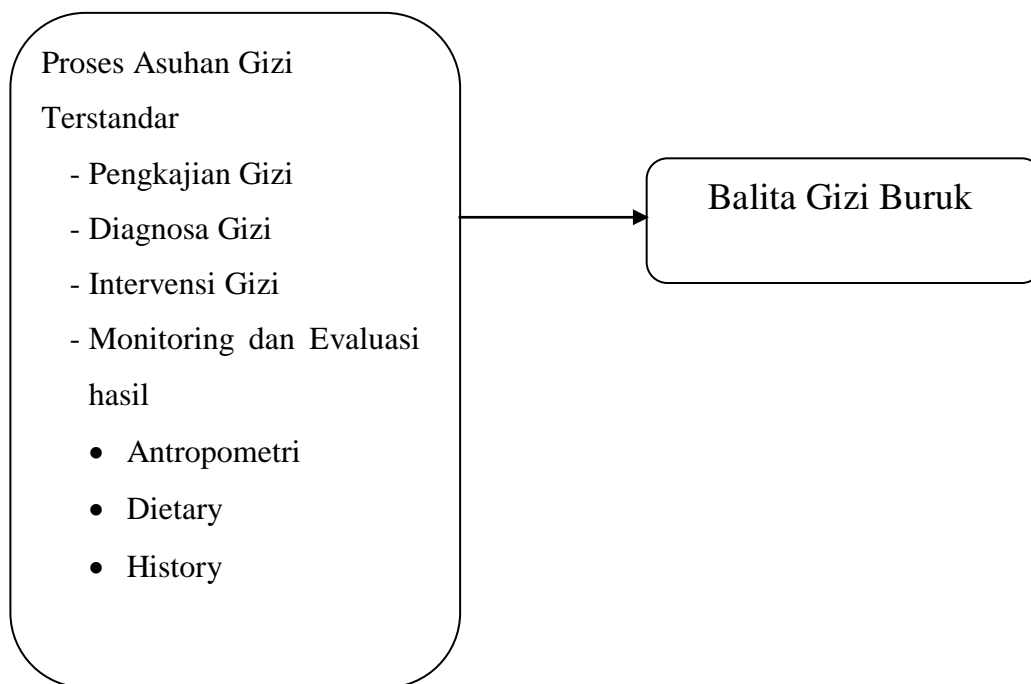 Proses Asuhan Gizi
Terstandar
- Pengkajian Gizi
- Diagnosa Gizi
- Intervensi Gizi
- Monitoring dan Evaluasi
hasil
• Antropometri
• Dietary
• History
Balita Gizi Buruk